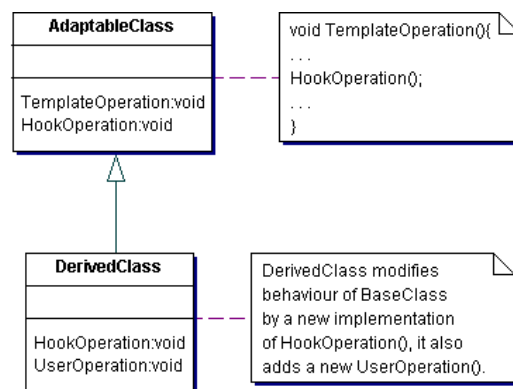 AdaptableClass
TemplateOperation:void
HookOperation:void
void TemplateOperation(){
. . .
HookOperation();
. . .
}
DerivedClass
HookOperation:void
UserOperation:void
DerivedClass modifies
behaviour of BaseClass
by a new implementation
of HookOperation(), it also
adds a new UserOperation().